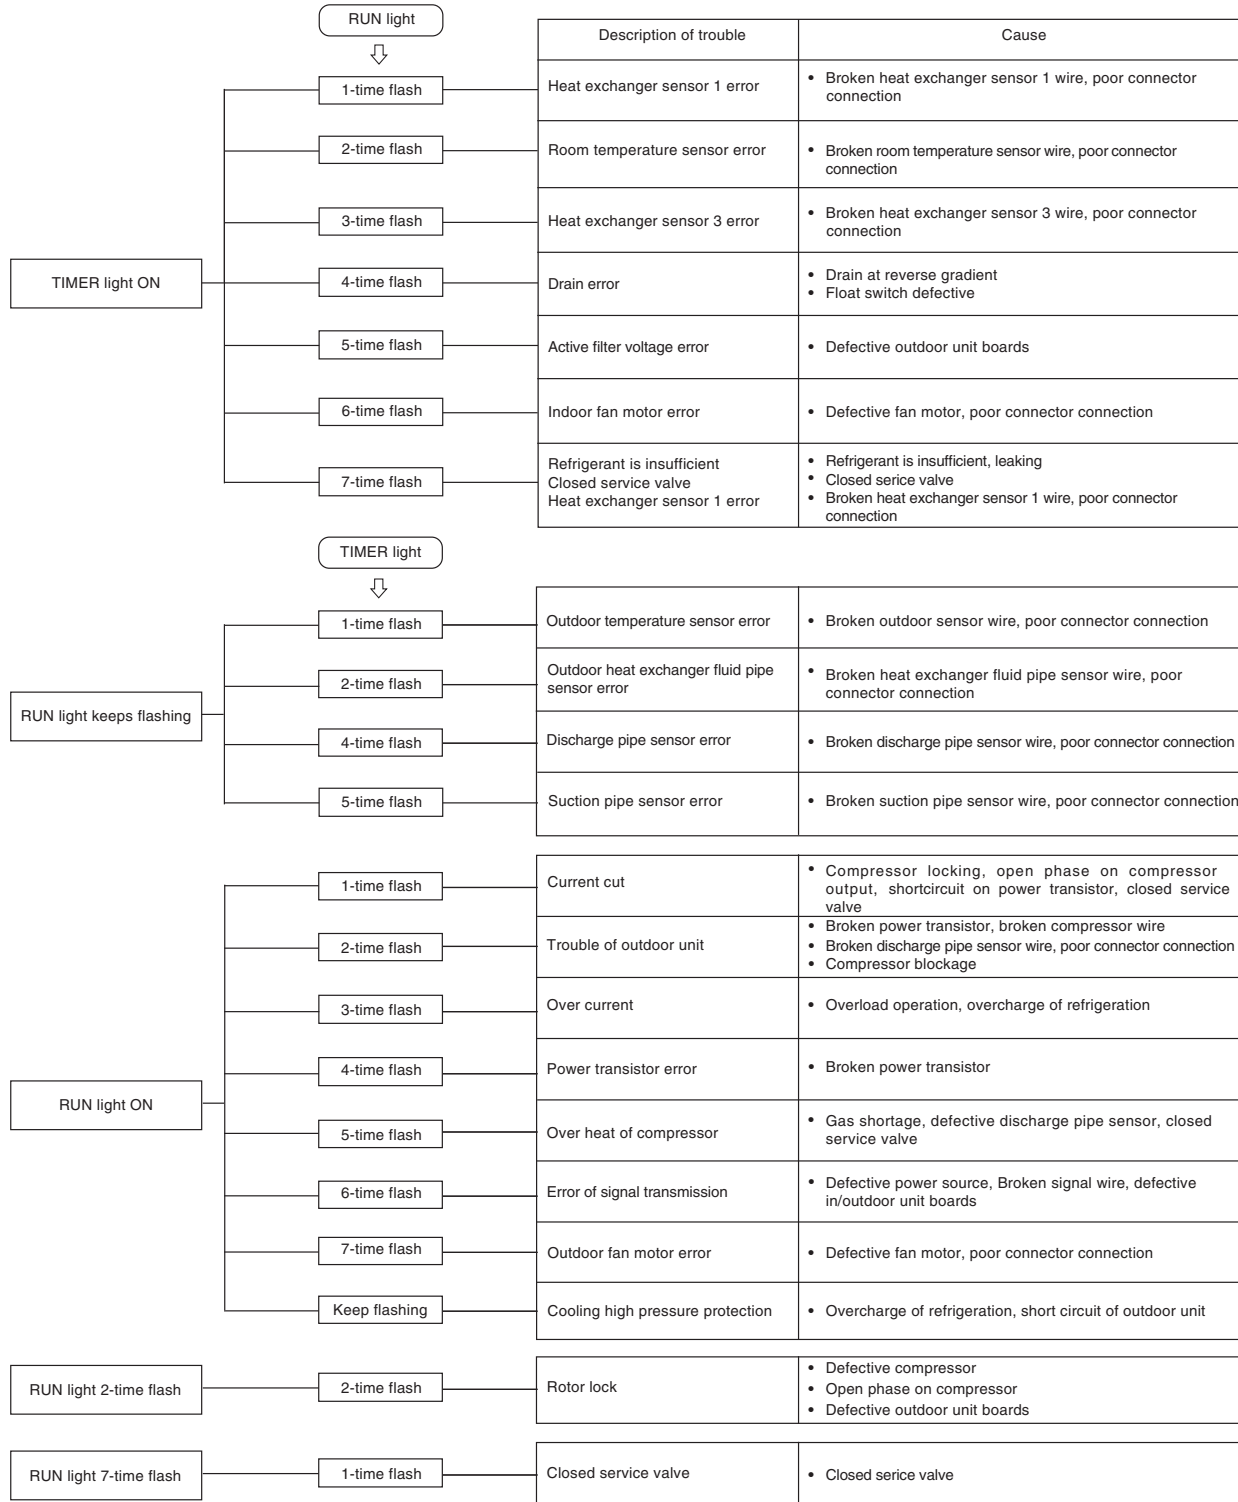 RUN light
Description of trouble
Cause
TIMER light ON
1-time flash
Heat exchanger sensor 1 error
• Broken heat exchanger sensor 1 wire, poor connector
connection
2-time flash
Room temperature sensor error
• Broken room temperature sensor wire, poor connector
connection
3-time flash
Heat exchanger sensor 3 error
• Broken heat exchanger sensor 3 wire, poor connector
connection
4-time flash
Drain error
• Drain at reverse gradient
• Float switch defective
5-time flash
Active filter voltage error
• Defective outdoor unit boards
6-time flash
Indoor fan motor error
• Defective fan motor, poor connector connection
7-time flash
Refrigerant is insufficient
Closed service valve
Heat exchanger sensor 1 error
• Refrigerant is insufficient, leaking
• Closed serice valve
• Broken heat exchanger sensor 1 wire, poor connector
connection
TIMER light
RUN light keeps flashing
1-time flash
Outdoor temperature sensor error
• Broken outdoor sensor wire, poor connector connection
2-time flash
Outdoor heat exchanger fluid pipe
sensor error
• Broken heat exchanger fluid pipe sensor wire, poor
connector connection
4-time flash
Discharge pipe sensor error
• Broken discharge pipe sensor wire, poor connector connection
5-time flash
Suction pipe sensor error
• Broken suction pipe sensor wire, poor connector connection
RUN light ON
1-time flash
Current cut
• Compressor locking, open phase on compressor
output, shortcircuit on power transistor, closed service
valve
2-time flash
Trouble of outdoor unit
• Broken power transistor, broken compressor wire
• Broken discharge pipe sensor wire, poor connector connection
• Compressor blockage
3-time flash
Over current
• Overload operation, overcharge of refrigeration
4-time flash
Power transistor error
• Broken power transistor
5-time flash
Over heat of compressor
• Gas shortage, defective discharge pipe sensor, closed
service valve
6-time flash
Error of signal transmission
• Defective power source, Broken signal wire, defective
in/outdoor unit boards
7-time flash
Outdoor fan motor error
• Defective fan motor, poor connector connection
Keep flashing
Cooling high pressure protection
• Overcharge of refrigeration, short circuit of outdoor unit
RUN light 2-time flash
2-time flash
Rotor lock
• Defective compressor
• Open phase on compressor
• Defective outdoor unit boards
RUN light 7-time flash
1-time flash
Closed service valve
• Closed serice valve